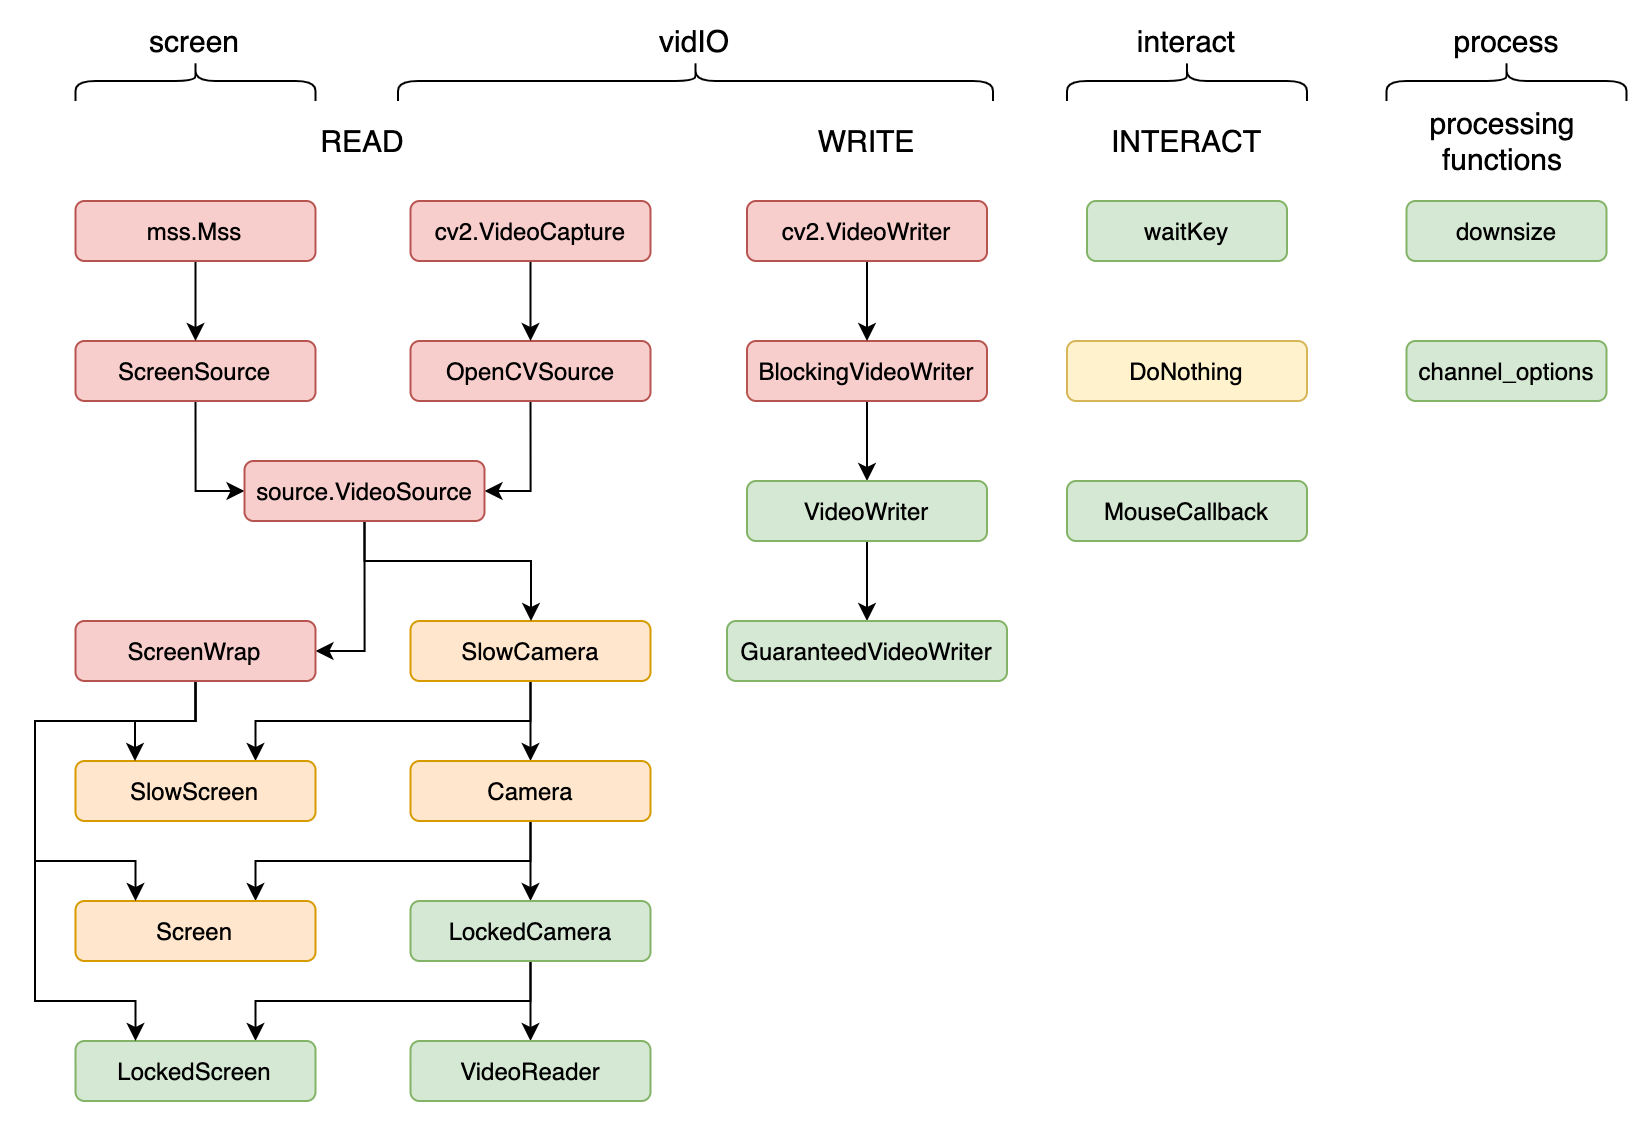 screen
vidIO
interact
process
READ
WRITE
INTERACT
processing
functions
mss.Mss
cv2.VideoCapture
cv2.VideoWriter
waitKey
downsize
ScreenSource
OpenCVSource
BlockingVideoWriter
DoNothing
channel_options
source.VideoSource
VideoWriter
MouseCallback
ScreenWrap
SlowCamera
GuaranteedVideoWriter
SlowScreen
Camera
Screen
LockedCamera
LockedScreen
VideoReader